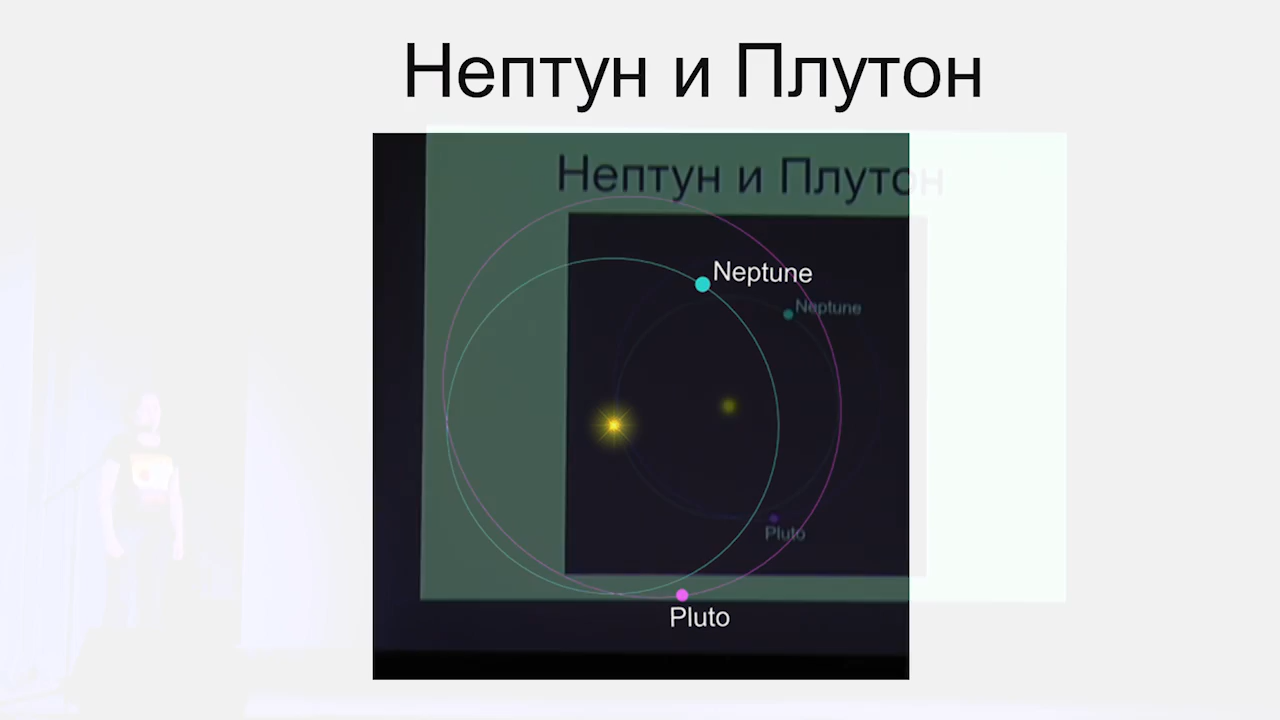 Нептун и Плутон
Нептун и Плутон
Neptune
Neptune
Pluto
Pluto